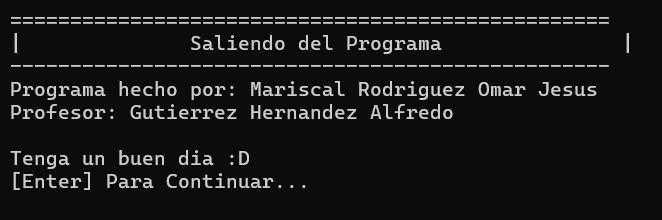 ==================================================
|              Saliendo del Programa               |
--------------------------------------------------
Programa hecho por: Mariscal Rodriguez Omar Jesus
Profesor: Gutierrez Hernandez Alfredo
Tenga un buen dia :D
[Enter] Para Continuar...